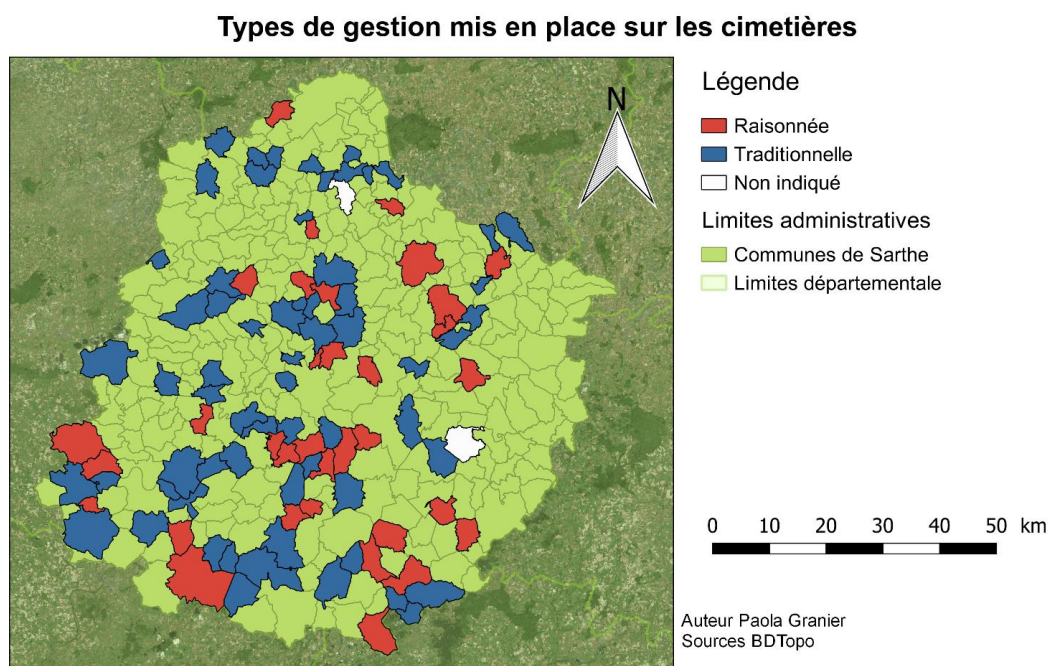 Types de gestion mis en place sur les cimetières
Légende
Raisonnée
Traditionnelle
Non indiqué
Limites administratives
Communes de Sarthe
Limites départementale
N
0 10 20 30 40 50 km
Auteur Paola Granier
Sources BDTopo